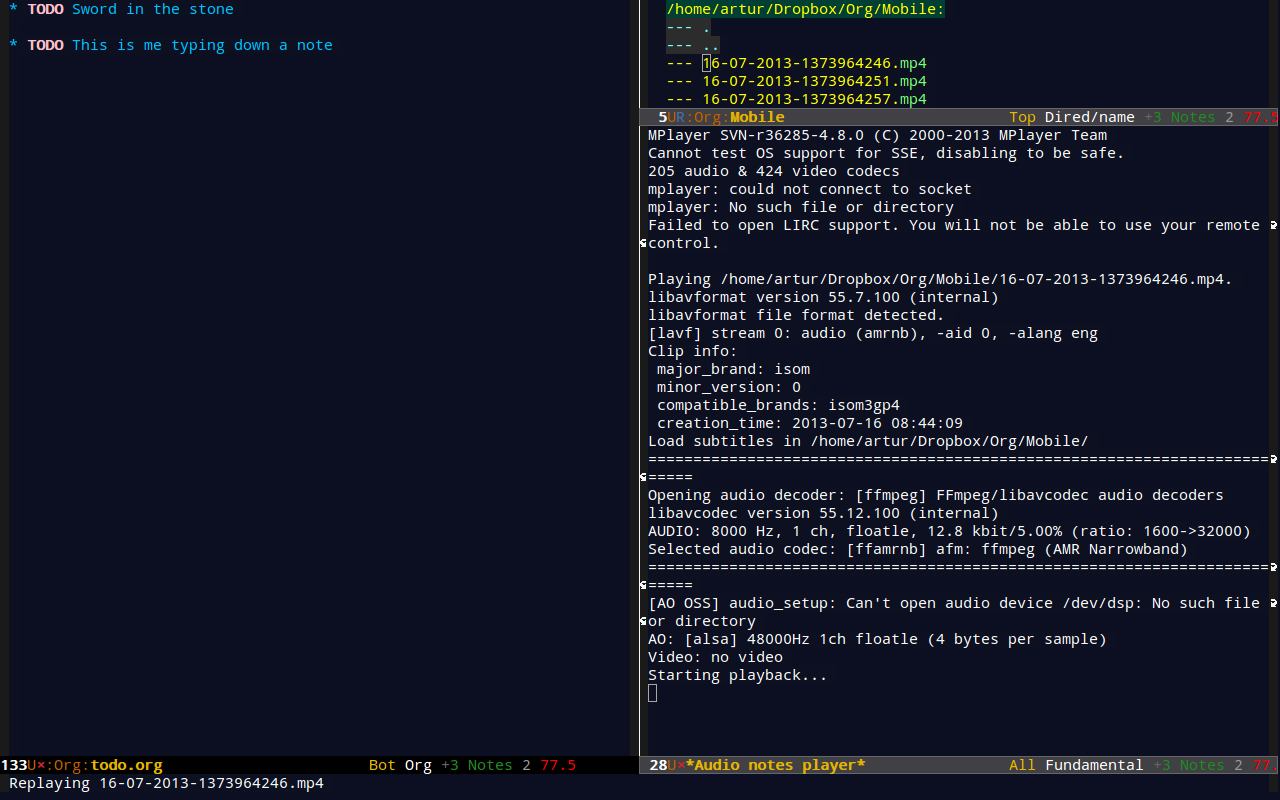 * TODO Sword in the stone
* TODO This is me typing down a note
133U×:Org:todo.org Bot Org +3 Notes 2 77.5
/home/artur/Dropbox/Org/Mobile:
--- .
--- ..
--- 16-07-2013-1373964246.mp4
--- 16-07-2013-1373964251.mp4
--- 16-07-2013-1373964257.mp4
5UR:Org:Mobile Top Dired/name +3 Notes 2 77.5
MPlayer SVN-r36285-4.8.0 (C) 2000-2013 MPlayer Team
Cannot test OS support for SSE, disabling to be safe.
205 audio & 424 video codecs
mplayer: could not connect to socket
mplayer: No such file or directory
Failed to open LIRC support. You will not be able to use your remote
control.
Playing /home/artur/Dropbox/Org/Mobile/16-07-2013-1373964246.mp4.
libavformat version 55.7.100 (internal)
libavformat file format detected.
[lavf] stream 0: audio (amrnb), -aid 0, -alang eng
Clip info:
major_brand: isom
minor_version: 0
compatible_brands: isom3gp4
creation_time: 2013-07-16 08:44:09
Load subtitles in /home/artur/Dropbox/Org/Mobile/
=====================================================================
=====
Opening audio decoder: [ffmpeg] FFmpeg/libavcodec audio decoders
libavcodec version 55.12.100 (internal)
AUDIO: 8000 Hz, 1 ch, floatle, 12.8 kbit/5.00% (ratio: 1600->32000)
Selected audio codec: [ffamrnb] afm: ffmpeg (AMR Narrowband)
=====================================================================
=====
[AO OSS] audio_setup: Can't open audio device /dev/dsp: No such file
or directory
AO: [alsa] 48000Hz 1ch floatle (4 bytes per sample)
Video: no video
Starting playback...
28U×*Audio notes player* All Fundamental +3 Notes 2 77.
Replaying 16-07-2013-1373964246.mp4